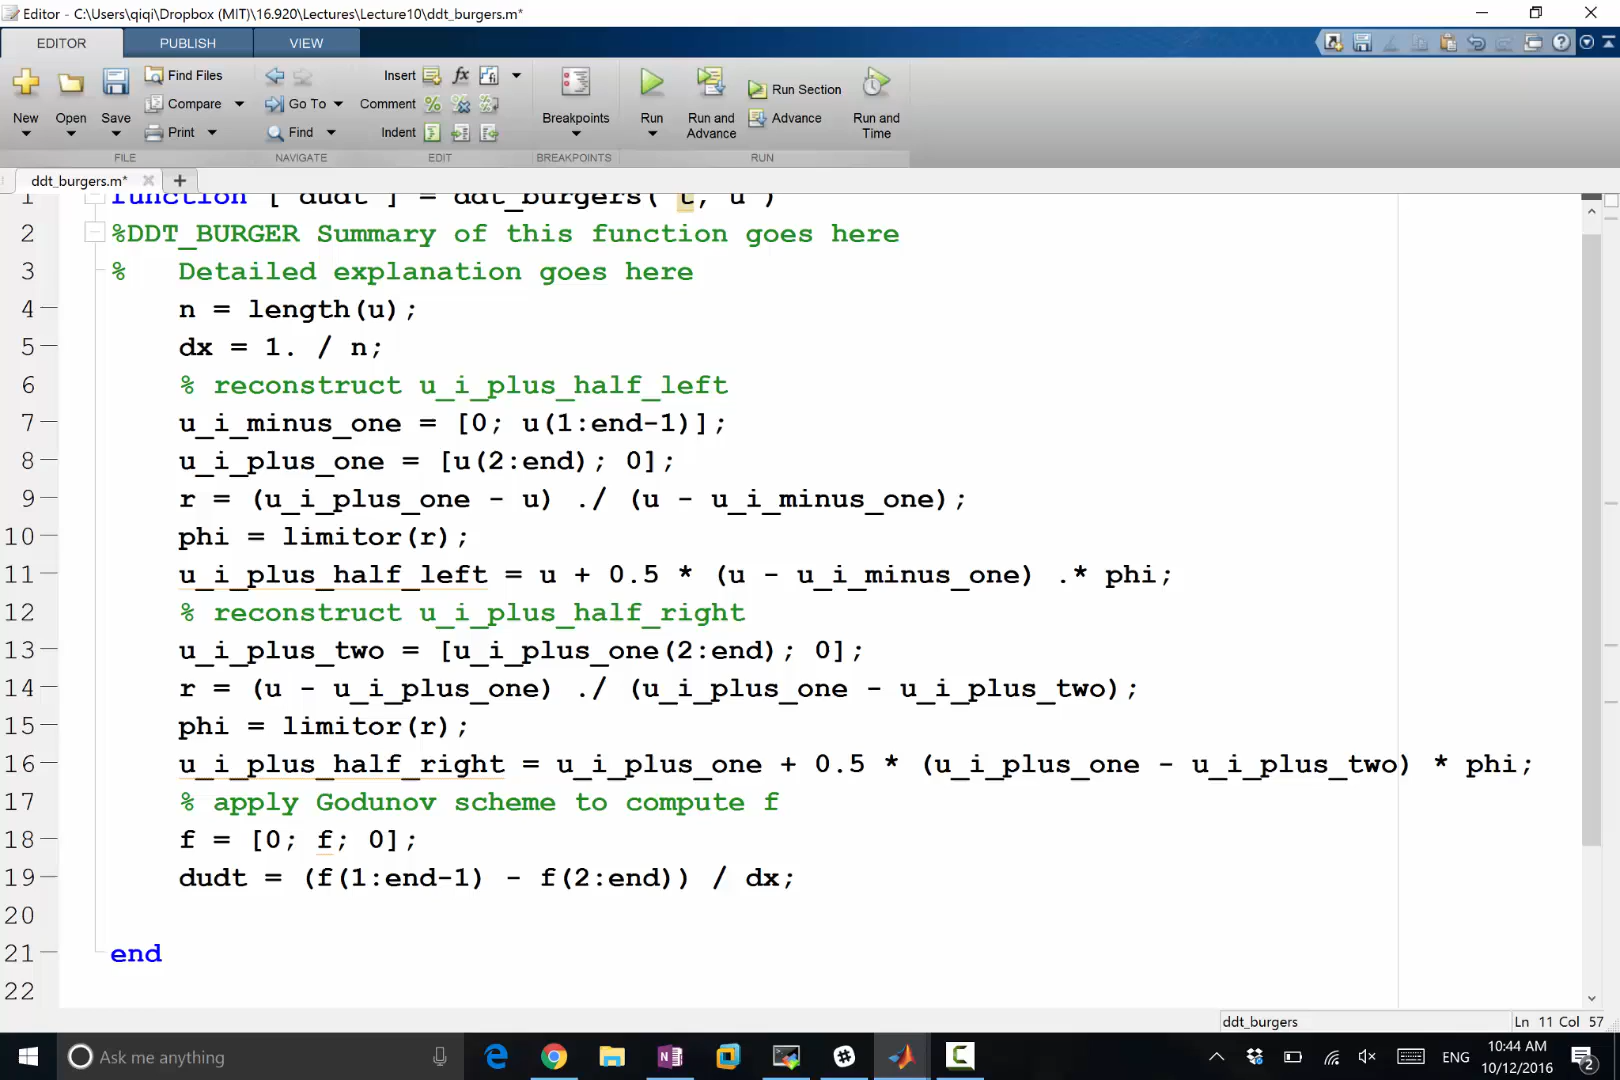 Editor - C:\Users\qiqi\Dropbox (MIT)\16.920\Lectures\Lecture10\ddt_burgers.m*
EDITOR PUBLISH VIEW
New Open Save
Find Files
Compare
Print
Go To
Find
Insert fx
Comment
Indent
Breakpoints
Run
Run and Advance
Run Section
Advance
Run and Time
FILE NAVIGATE EDIT BREAKPOINTS RUN
ddt_burgers.m*
1 function [ dudt ] = ddt_burgers( t, u )
2 %DDT_BURGER Summary of this function goes here
3 % Detailed explanation goes here
4 n = length(u);
5 dx = 1. / n;
6 % reconstruct u_i_plus_half_left
7 u_i_minus_one = [0; u(1:end-1)];
8 u_i_plus_one = [u(2:end); 0];
9 r = (u_i_plus_one - u) ./ (u - u_i_minus_one);
10 phi = limitor(r);
11 u_i_plus_half_left = u + 0.5 * (u - u_i_minus_one) .* phi;
12 % reconstruct u_i_plus_half_right
13 u_i_plus_two = [u_i_plus_one(2:end); 0];
14 r = (u - u_i_plus_one) ./ (u_i_plus_one - u_i_plus_two);
15 phi = limitor(r);
16 u_i_plus_half_right = u_i_plus_one + 0.5 * (u_i_plus_one - u_i_plus_two) * phi;
17 % apply Godunov scheme to compute f
18 f = [0; f; 0];
19 dudt = (f(1:end-1) - f(2:end)) / dx;
20
21 end
22
ddt_burgers Ln 11 Col 57
Ask me anything
ENG
10:44 AM
10/12/2016
2